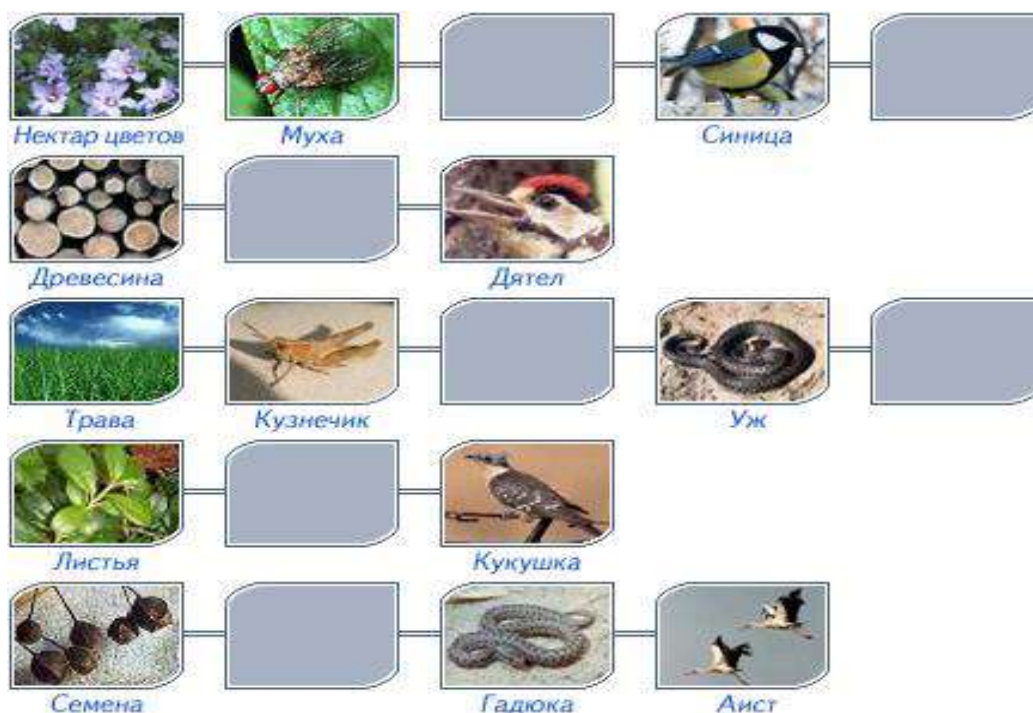 Нектар цветов Муха Синица
Древесина Дятел
Трава Кузнечик Уж
Листья Кукушка
Семена Гадюка Аист